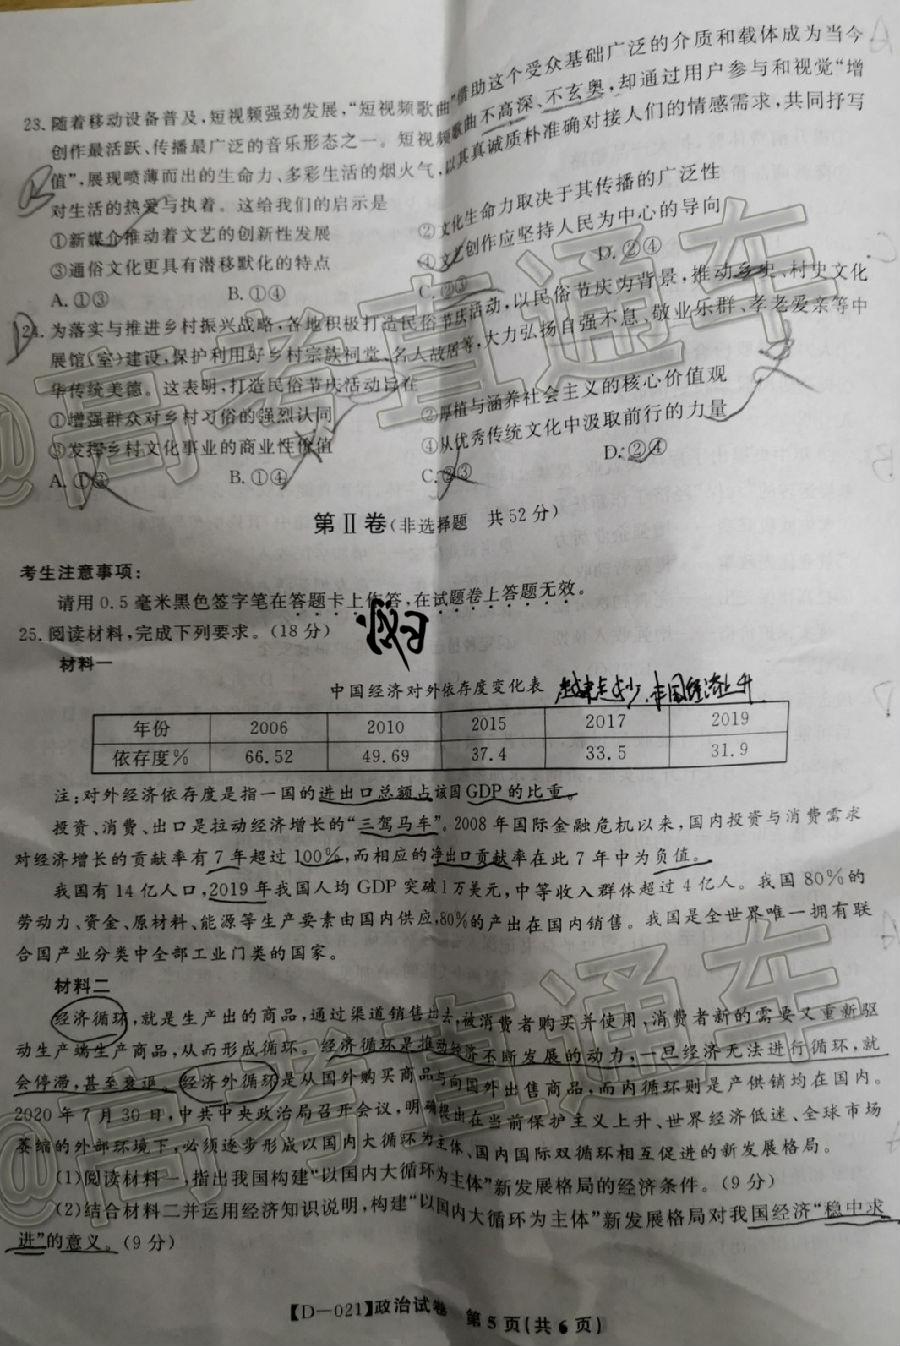 23. 随着移动设备普及,短视频强劲发展,“短视频歌曲”借助这个受众基础广泛的介质和载体成为当今
创作最活跃、传播最广泛的音乐形态之一。短视频歌曲不高深、不玄奥,却通过用户参与和视觉“增
值”,展现喷薄而出的生命力、多彩生活的烟火气,以其真诚质朴准确对接人们的情感需求,共同抒写
对生活的热爱与执着。这给我们的启示是
①新媒介推动着文艺的创新性发展 ②文化生命力取决于其传播的广泛性
③通俗文化更具有潜移默化的特点 ④文艺创作应坚持人民为中心的导向
A. ①③ B. ①④ C. ②③ D. ②④
24. 为落实与推进乡村振兴战略,各地积极打造民俗节庆活动,以民俗节庆为背景,推动乡史、村史文化
展馆(室)建设,保护利用好乡村宗族祠堂、名人故居等,大力弘扬自强不息、敬业乐群、孝老爱亲等中
华传统美德。这表明,打造民俗节庆活动旨在
①增强群众对乡村习俗的强烈认同 ②厚植与涵养社会主义的核心价值观
③发挥乡村文化事业的商业性价值 ④从优秀传统文化中汲取前行的力量
A. ①③ B. ①④ C. ②③ D. ②④
第Ⅱ卷(非选择题 共52分)
考生注意事项:
请用0.5毫米黑色签字笔在答题卡上作答,在试题卷上答题无效。
25. 阅读材料,完成下列要求。(18分)
材料一
中国经济对外依存度变化表
年份 2006 2010 2015 2017 2019
依存度% 66.52 49.69 37.4 33.5 31.9
注:对外经济依存度是指一国的进出口总额占该国GDP的比重。
投资、消费、出口是拉动经济增长的“三驾马车”。2008年国际金融危机以来,国内投资与消费需求
对经济增长的贡献率有7年超过100%,而相应的净出口贡献率在此7年中为负值。
我国有14亿人口,2019年我国人均GDP突破1万美元,中等收入群体超过4亿人。我国80%的
劳动力、资金、原材料、能源等生产要素由国内供应,80%的产出在国内销售。我国是全世界唯一拥有联
合国产业分类中全部工业门类的国家。
材料二
经济循环,就是生产出的商品,通过渠道销售出去,被消费者购买并使用,消费者新的需要又重新驱
动生产端生产商品,从而形成循环。经济循环是推动经济不断发展的动力,一旦经济无法进行循环,就
会停滞,甚至衰退。经济外循环是从国外购买商品与向国外出售商品,而内循环则是产供销均在国内。
2020年7月30日,中共中央政治局召开会议,明确提出在当前保护主义上升、世界经济低迷、全球市场
萎缩的外部环境下,必须逐步形成以国内大循环为主体、国内国际双循环相互促进的新发展格局。
(1)阅读材料一,指出我国构建“以国内大循环为主体”新发展格局的经济条件。(9分)
(2)结合材料二并运用经济知识说明,构建“以国内大循环为主体”新发展格局对我国经济“稳中求
进”的意义。(9分)
【D—021】政治试卷 第5页(共6页)
@高考直通车
@高考直通车